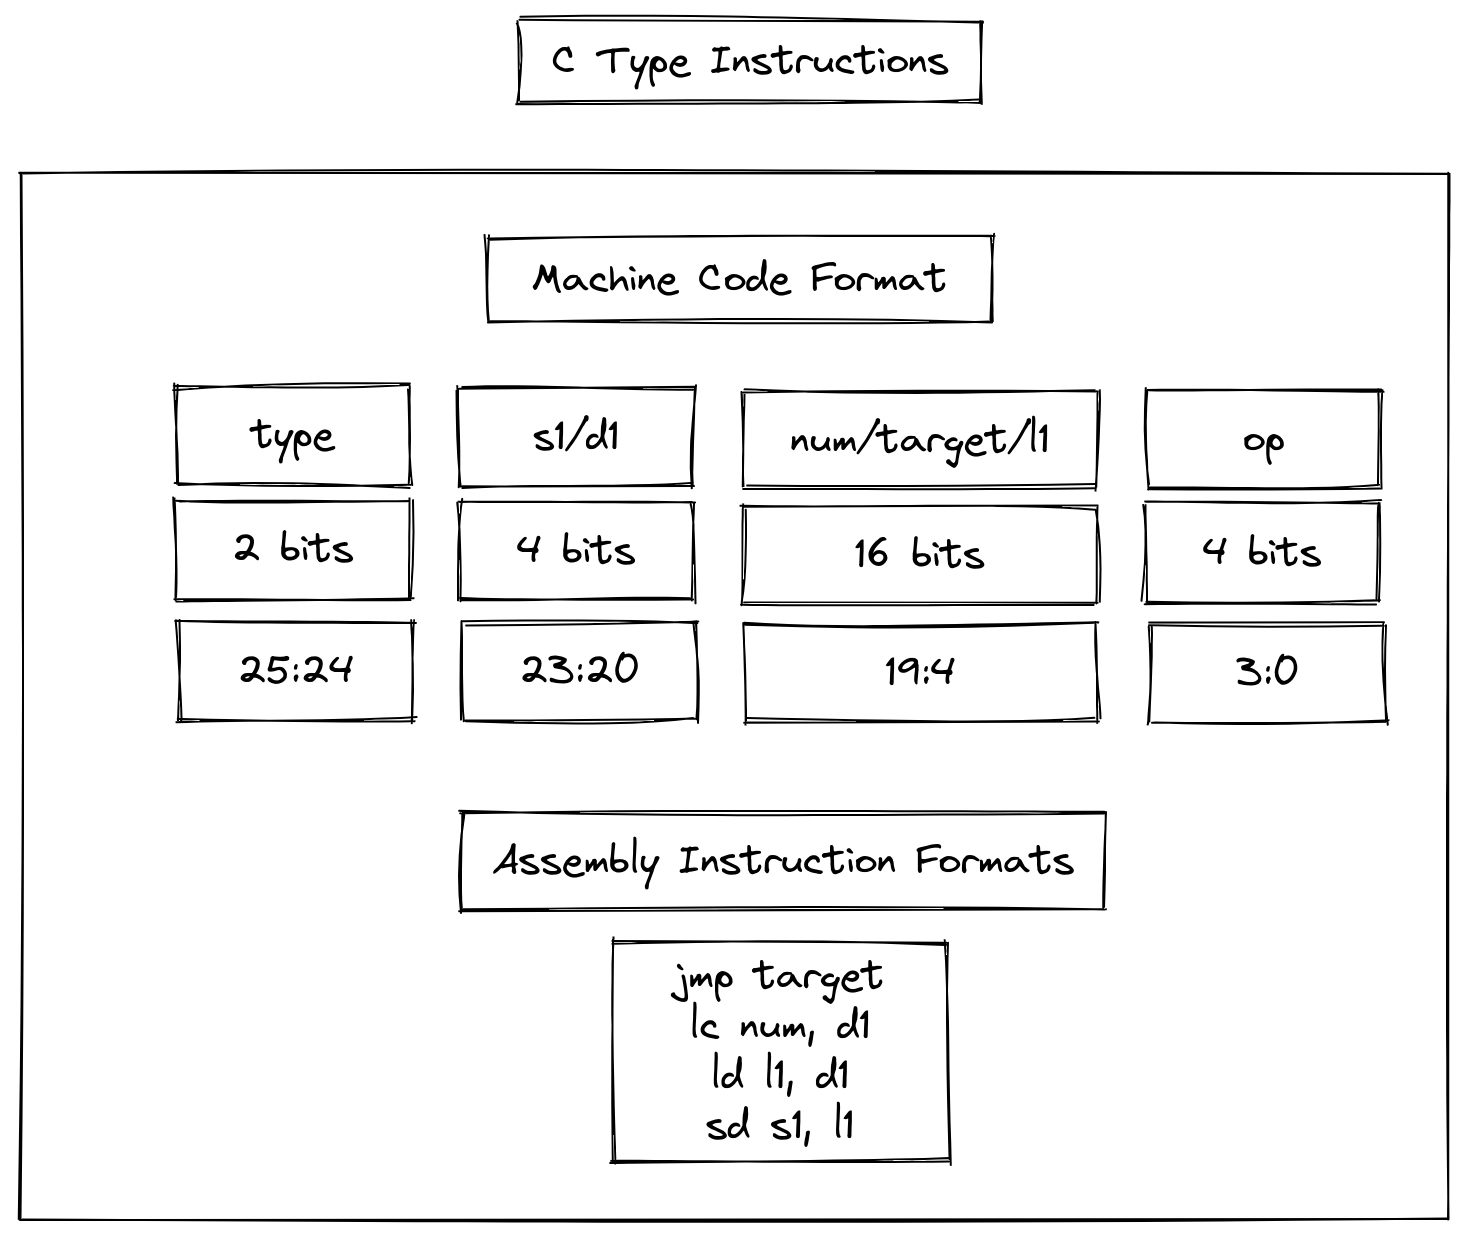 C Type Instructions
Machine Code Format
type s1/d1 num/target/l1 op
2 bits 4 bits 16 bits 4 bits
25:24 23:20 19:4 3:0
Assembly Instruction Formats
jmp target
lc num, d1
ld l1, d1
sd s1, l1